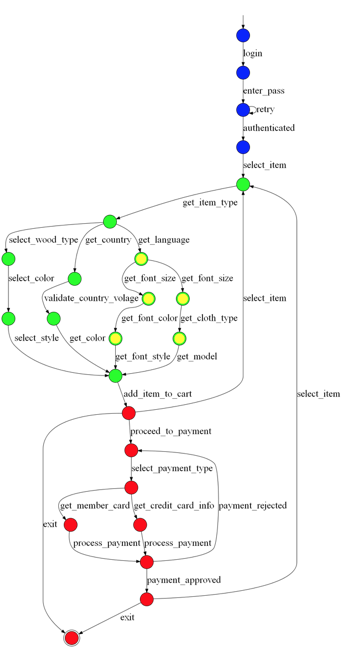 login
enter_pass
retry
authenticated
select_item
get_item_type
select_wood_type
get_country
get_language
select_color
get_font_size
get_font_size
validate_country_volage
select_item
get_font_color
get_cloth_type
select_style
get_color
get_font_style
get_model
add_item_to_cart
select_item
proceed_to_payment
select_payment_type
get_member_card
get_credit_card_info
payment_rejected
exit
process_payment
process_payment
payment_approved
exit